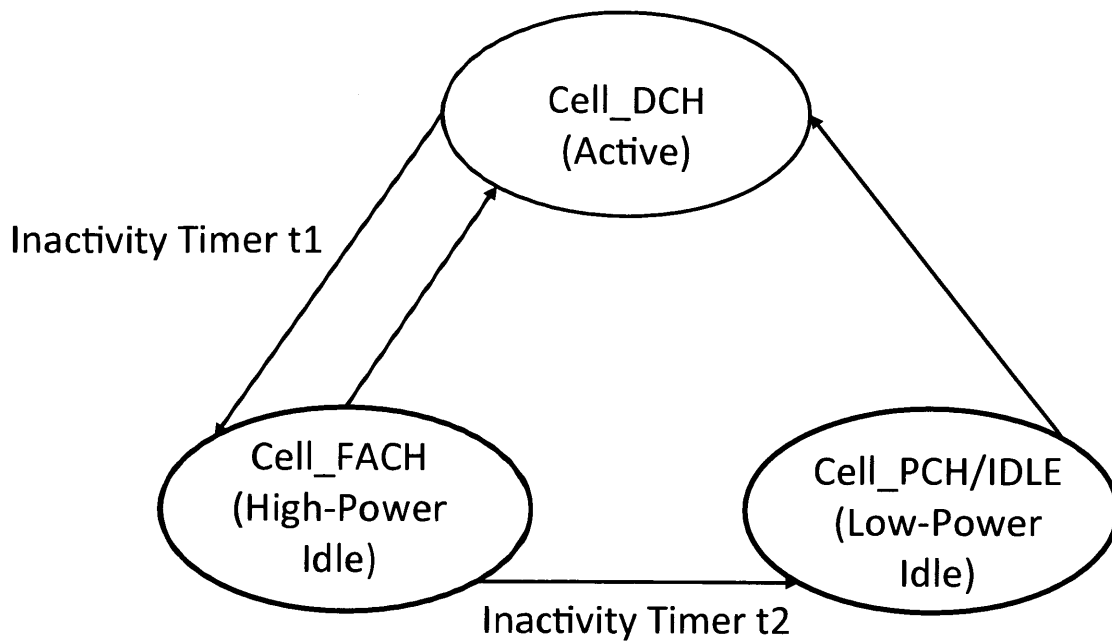 Cell_DCH
(Active)
Inactivity Timer t1
Cell_FACH
(High-Power
Idle)
Cell_PCH/IDLE
(Low-Power
Idle)
Inactivity Timer t2